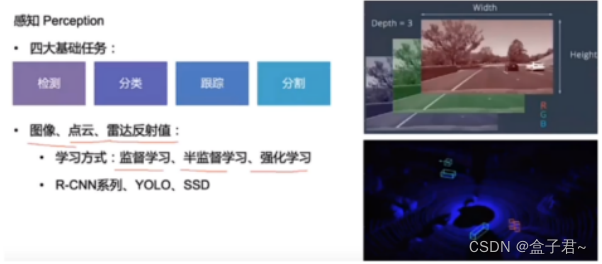 感知 Perception
• 四大基础任务：
检测
分类
跟踪
分割
• 图像、点云、雷达反射值：
• 学习方式：监督学习、半监督学习、强化学习
• R-CNN系列、YOLO、SSD
Width
Depth = 3
Height
R
G
B
CSDN @盒子君~